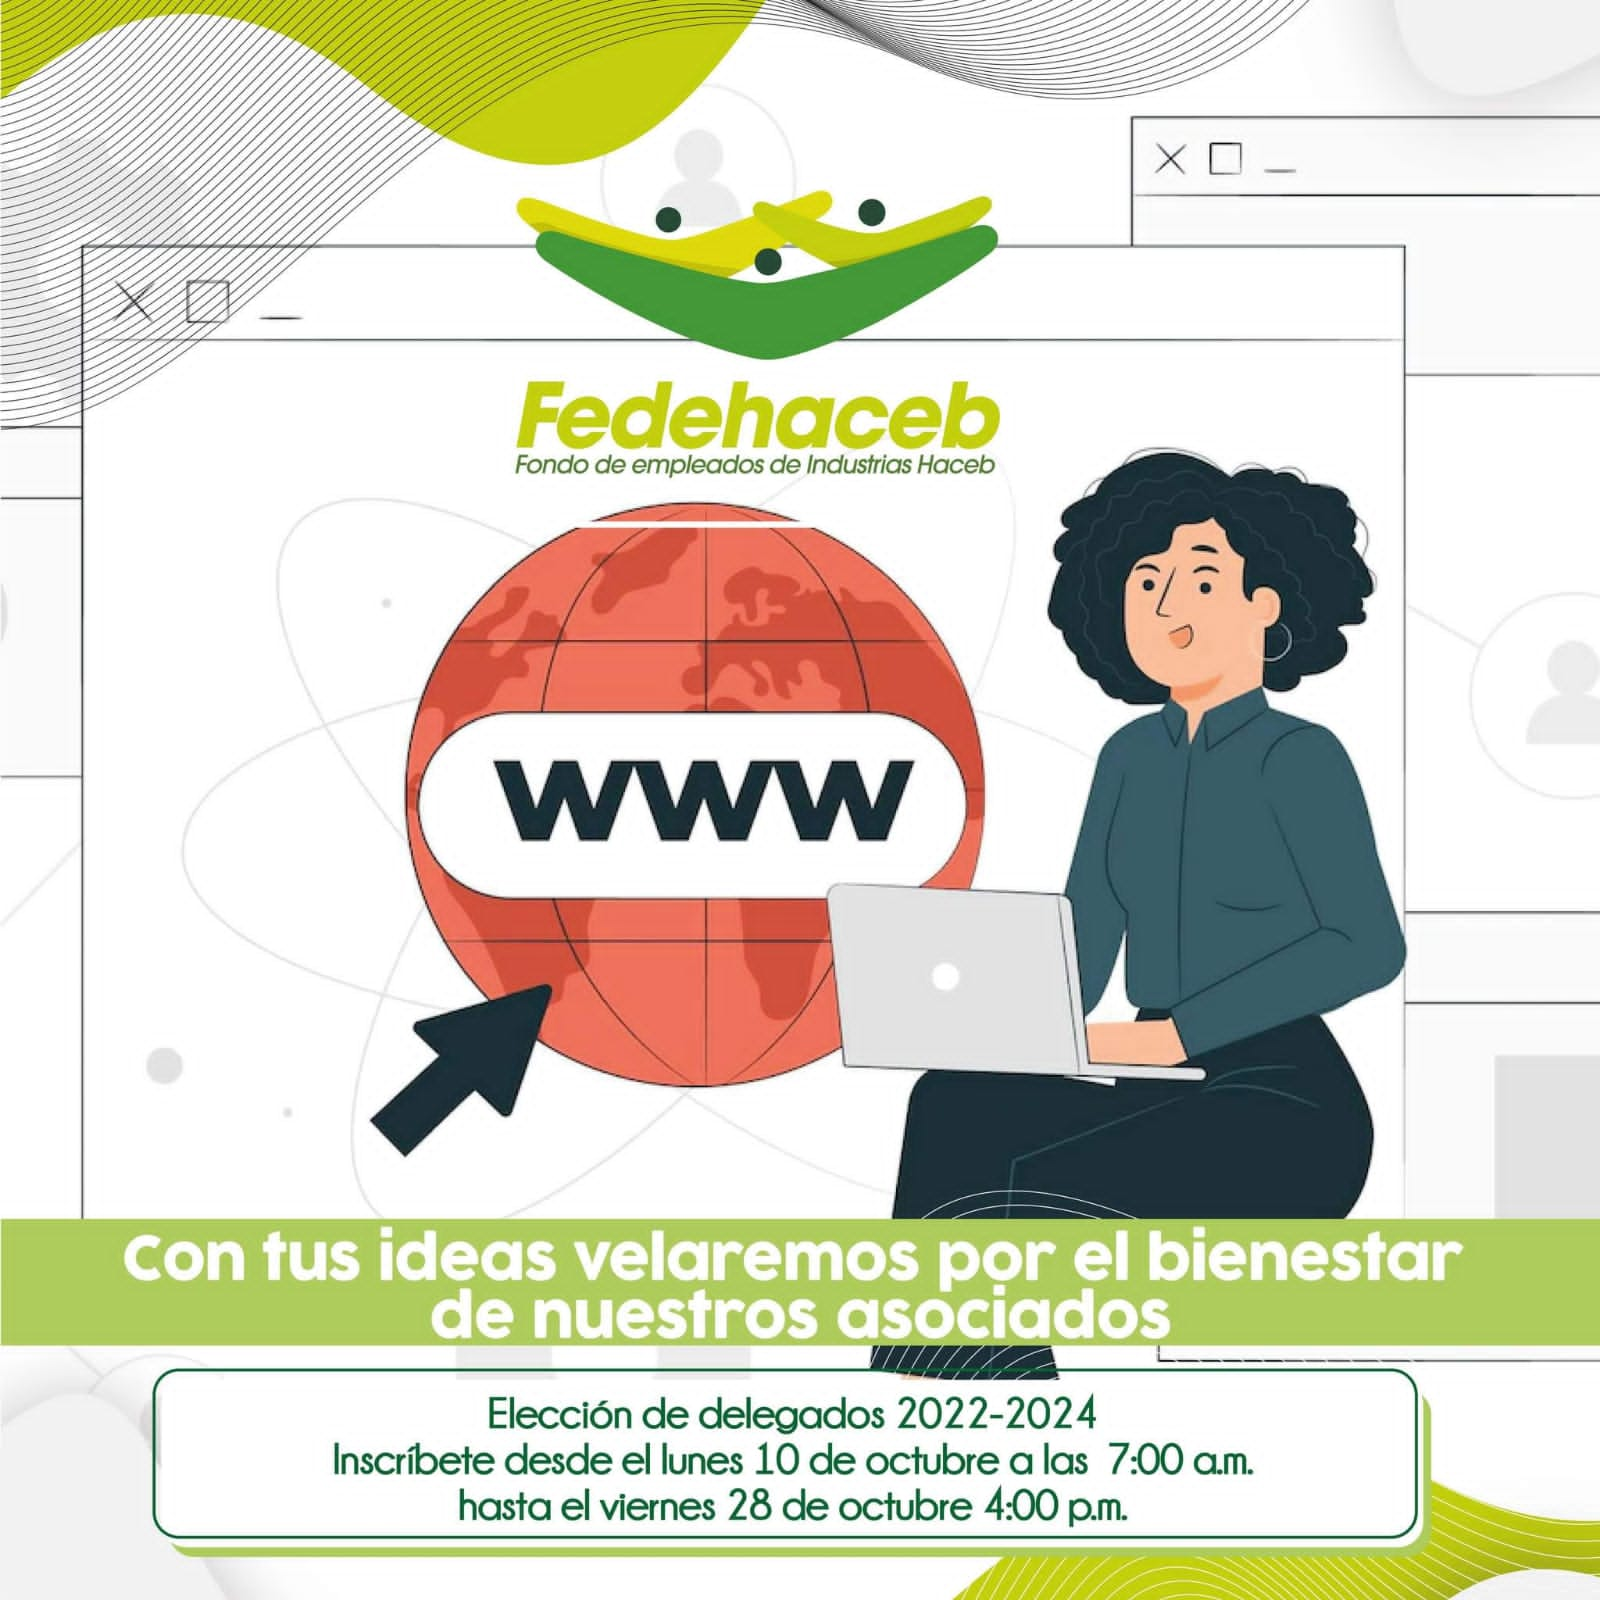 Fedehaceb
Fondo de empleados de Industrias Haceb
www
Con tus ideas velaremos por el bienestar
de nuestros asociados
Elección de delegados 2022-2024
Inscríbete desde el lunes 10 de octubre a las 7:00 a.m.
hasta el viernes 28 de octubre 4:00 p.m.